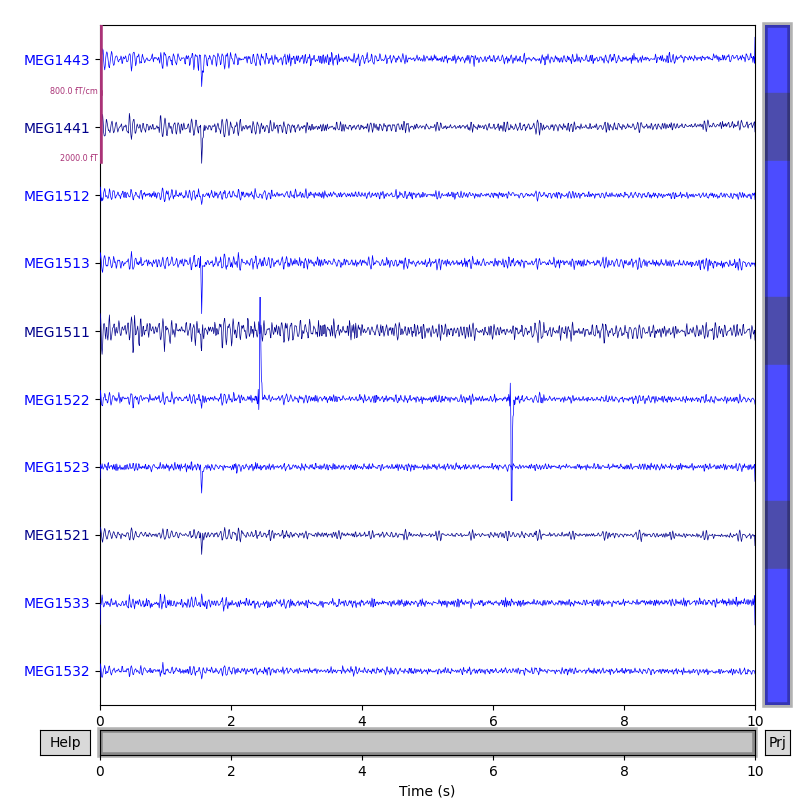 MEG1443
800.0 fT/cm
MEG1441
2000.0 fT
MEG1512
MEG1513
MEG1511
MEG1522
MEG1523
MEG1521
MEG1533
MEG1532
0 2 4 6 8 10
Help Prj
0 2 4 6 8 10
Time (s)